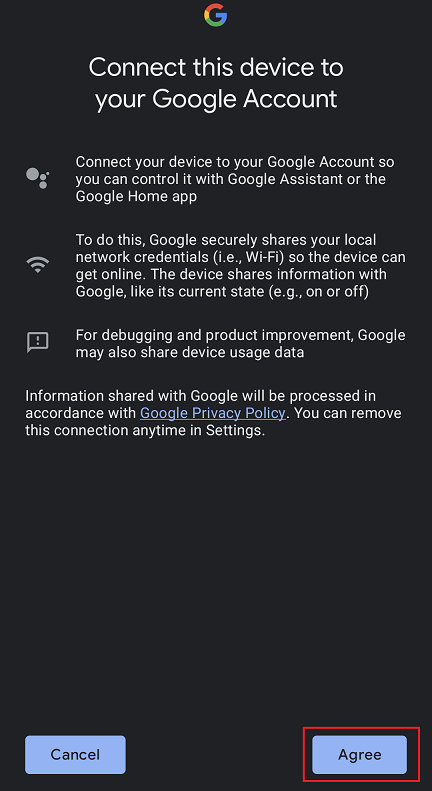 Connect this device to
your Google Account
Connect your device to your Google Account so
you can control it with Google Assistant or the
Google Home app
To do this, Google securely shares your local
network credentials (i.e., Wi-Fi) so the device can
get online. The device shares information with
Google, like its current state (e.g., on or off)
For debugging and product improvement, Google
may also share device usage data
Information shared with Google will be processed in
accordance with Google Privacy Policy. You can remove
this connection anytime in Settings.
Cancel
Agree